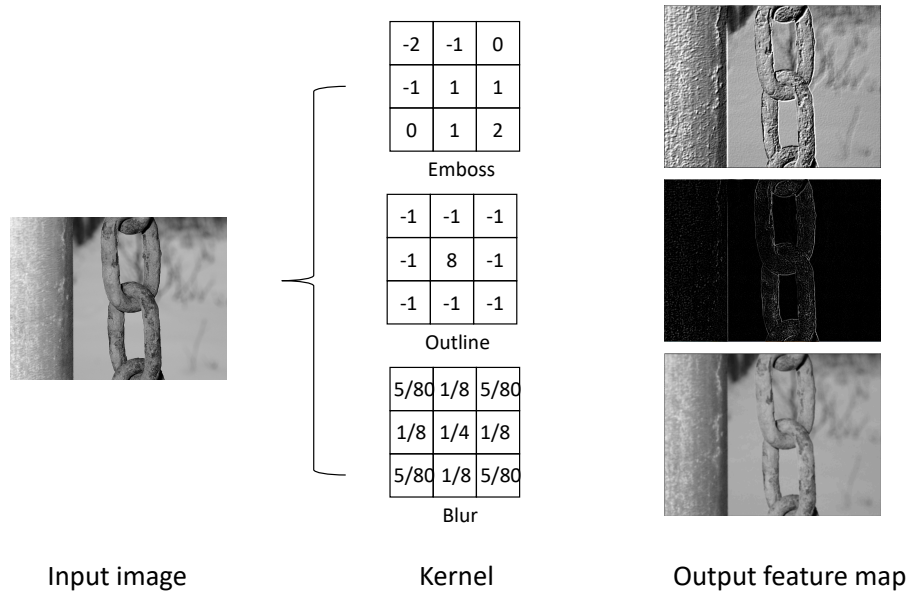 -2 -1 0
-1 1 1
0 1 2
Emboss
-1 -1 -1
-1 8 -1
-1 -1 -1
Outline
5/80 1/8 5/80
1/8 1/4 1/8
5/80 1/8 5/80
Blur
Input image Kernel Output feature map